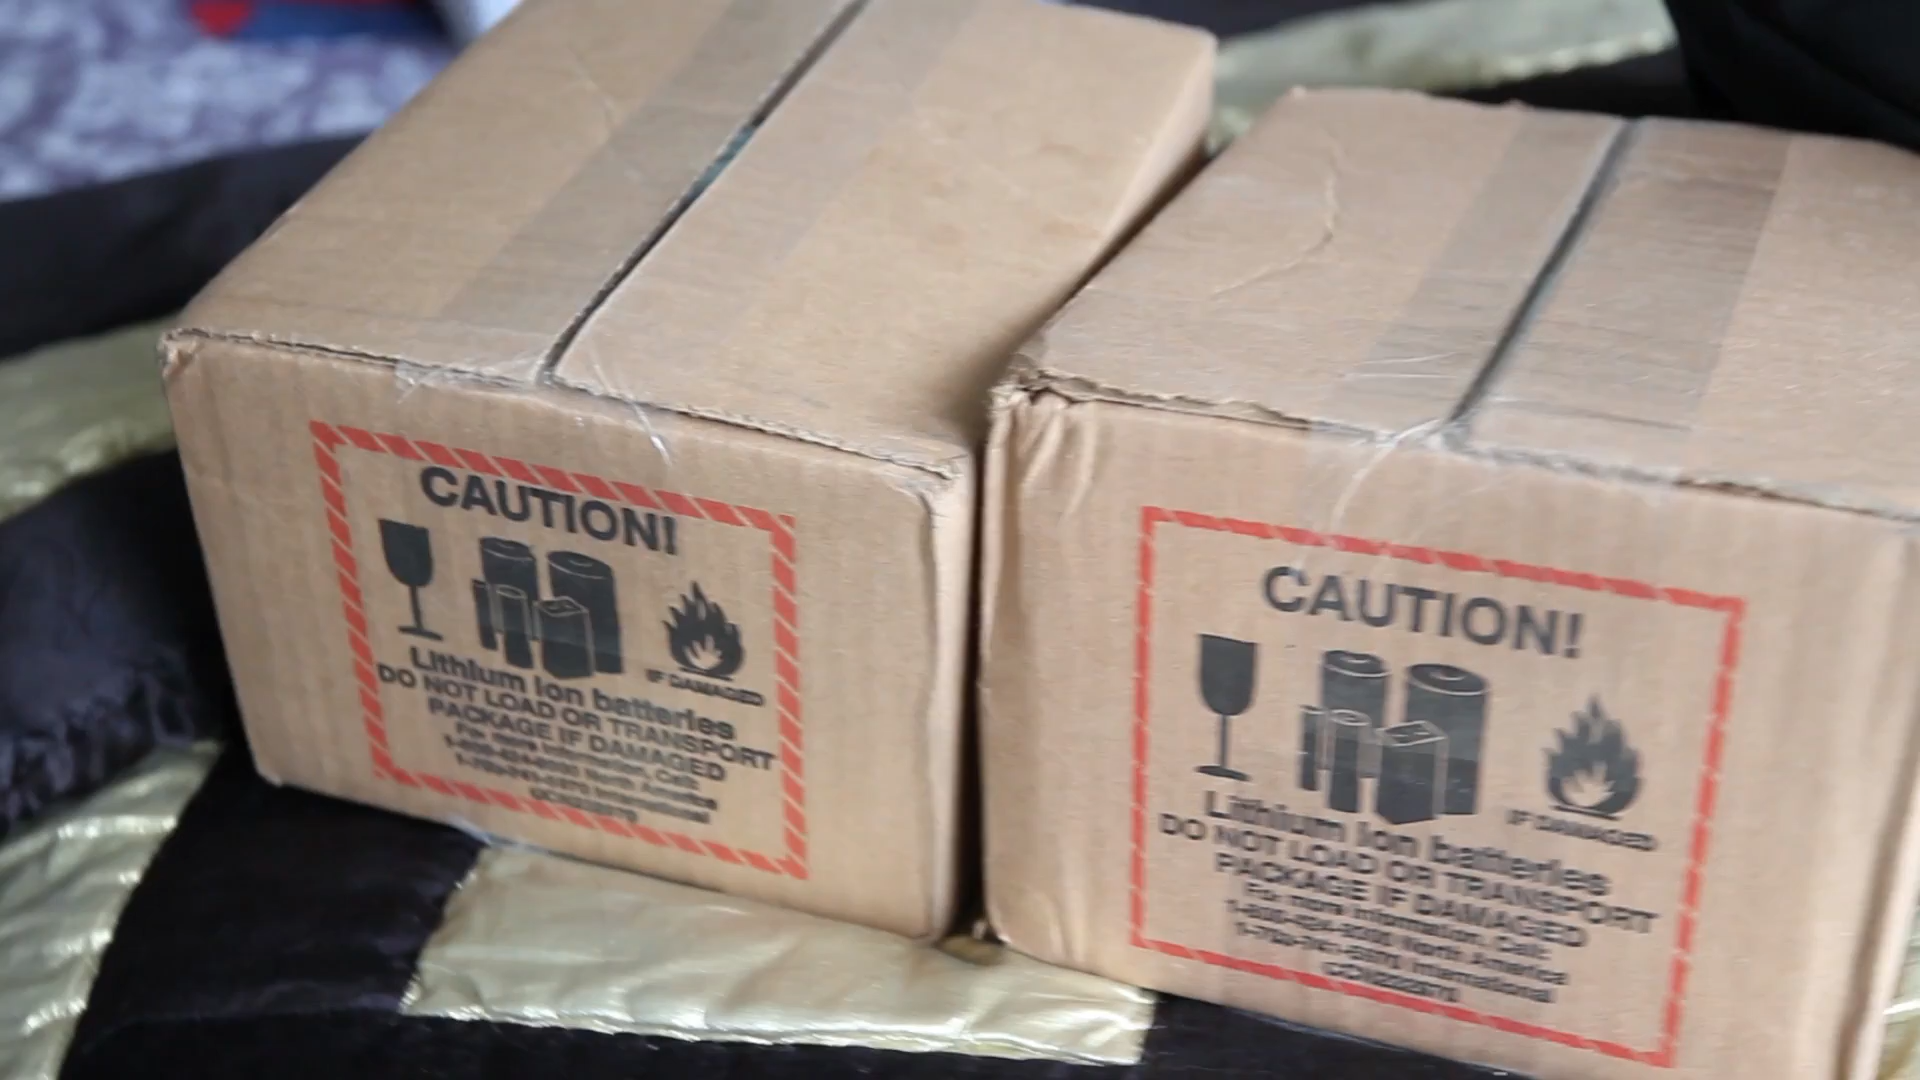 CAUTION!
IF DAMAGED
Lithium Ion batteries
DO NOT LOAD OR TRANSPORT
PACKAGE IF DAMAGED
For more information, Call:
North America
International
CAUTION!
IF DAMAGED
Lithium Ion batteries
DO NOT LOAD OR TRANSPORT
PACKAGE IF DAMAGED
For more information, Call:
North America
International